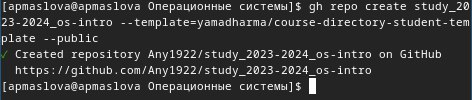 [apmaslova@apmaslova Операционные системы]$ gh repo create study_20
23-2024_os-intro --template=yamadharma/course-directory-student-tem
plate --public
✓ Created repository Any1922/study_2023-2024_os-intro on GitHub
https://github.com/Any1922/study_2023-2024_os-intro
[apmaslova@apmaslova Операционные системы]$